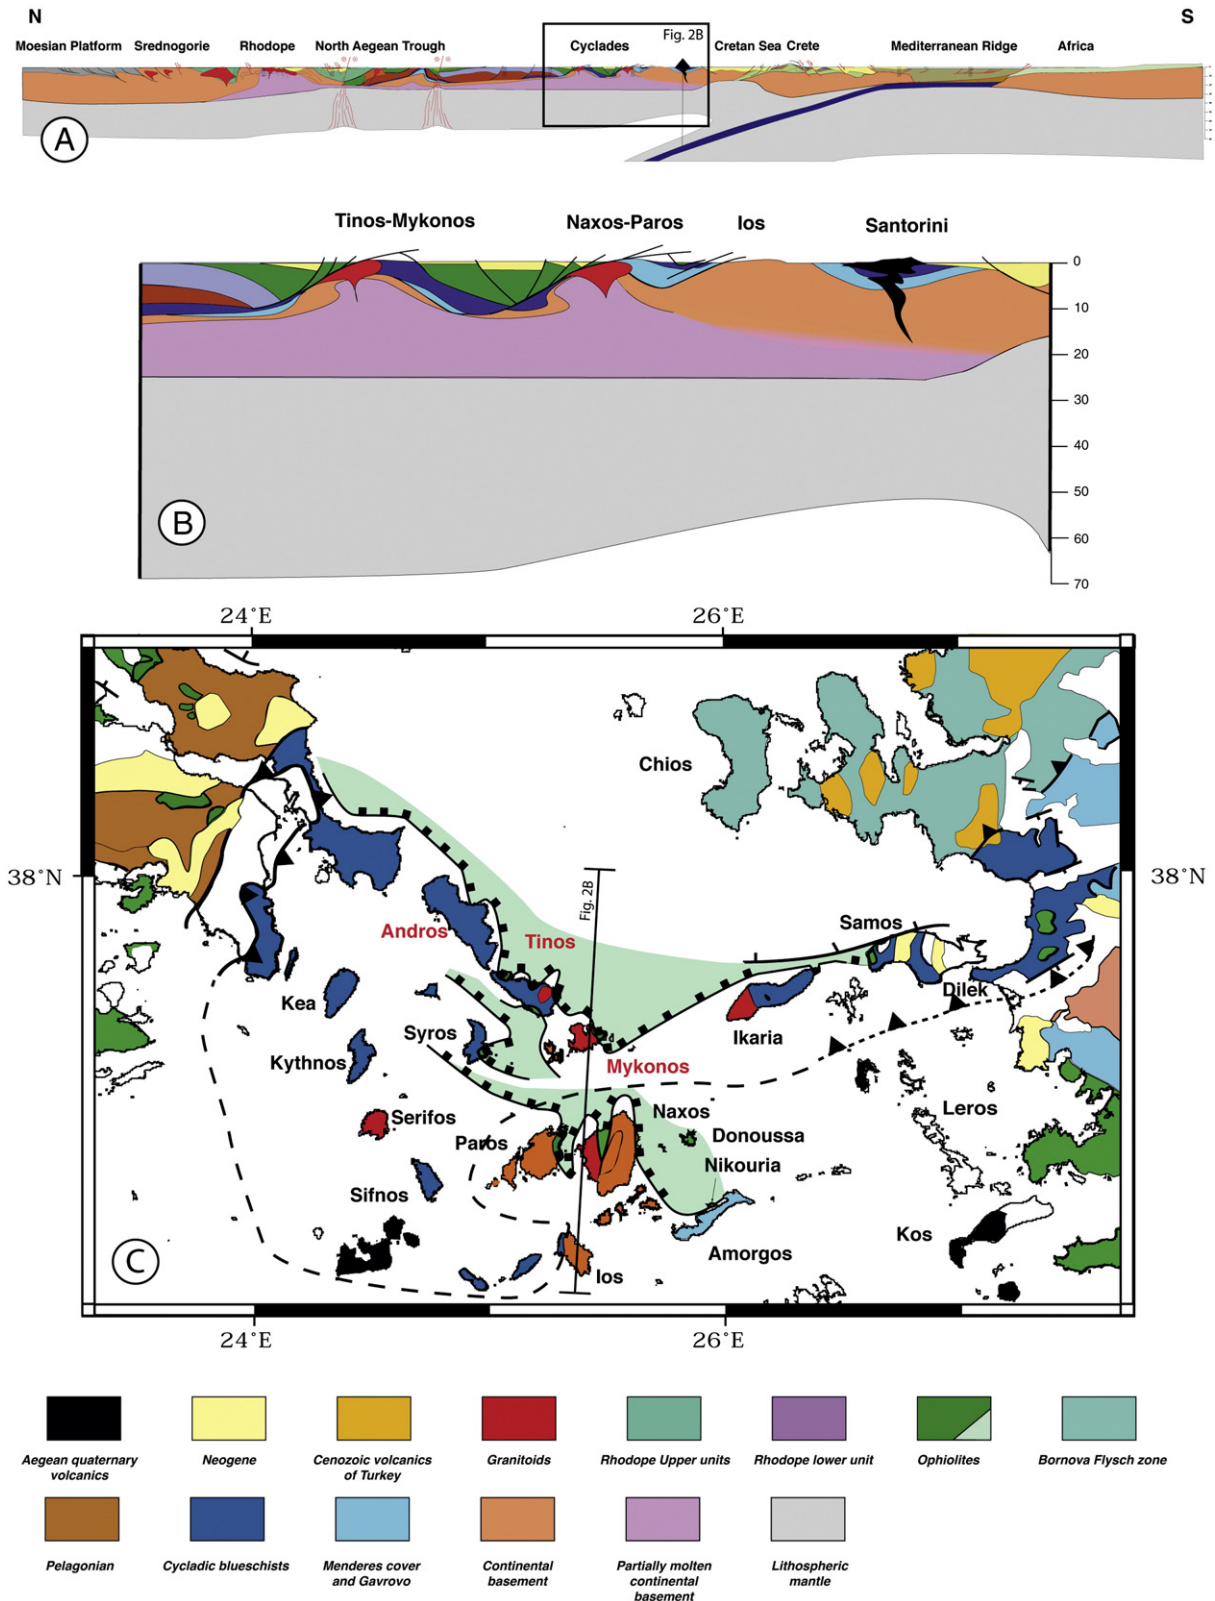 N
S
Fig. 2B
Moesian Platform Srednogorie Rhodope North Aegean Trough Cyclades Cretan Sea Crete Mediterranean Ridge Africa
A
Tinos-Mykonos Naxos-Paros Ios Santorini
0
10
20
30
40
50
60
70
B
24°E 26°E
Chios
38°N 38°N
Fig. 2B
Samos
Andros
Tinos
Dilek
Kea
Ikaria
Syros
Kythnos
Mykonos
Serifos
Naxos
Leros
Paros
Donoussa
Nikouria
Sifnos
Kos
Amorgos
C
Ios
24°E 26°E
Aegean quaternary
volcanics
Neogene
Cenozoic volcanics
of Turkey
Granitoids
Rhodope Upper units
Rhodope lower unit
Ophiolites
Bornova Flysch zone
Pelagonian
Cycladic blueschists
Menderes cover
and Gavrovo
Continental
basement
Partially molten
continental
basement
Lithospheric
mantle